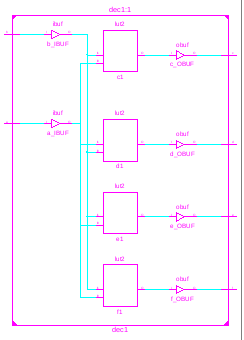 dec1:1
ibuf
b_IBUF
lut2
c1
obuf
c_OBUF
ibuf
a_IBUF
lut2
d1
obuf
d_OBUF
lut2
e1
obuf
e_OBUF
lut2
f1
obuf
f_OBUF
dec1